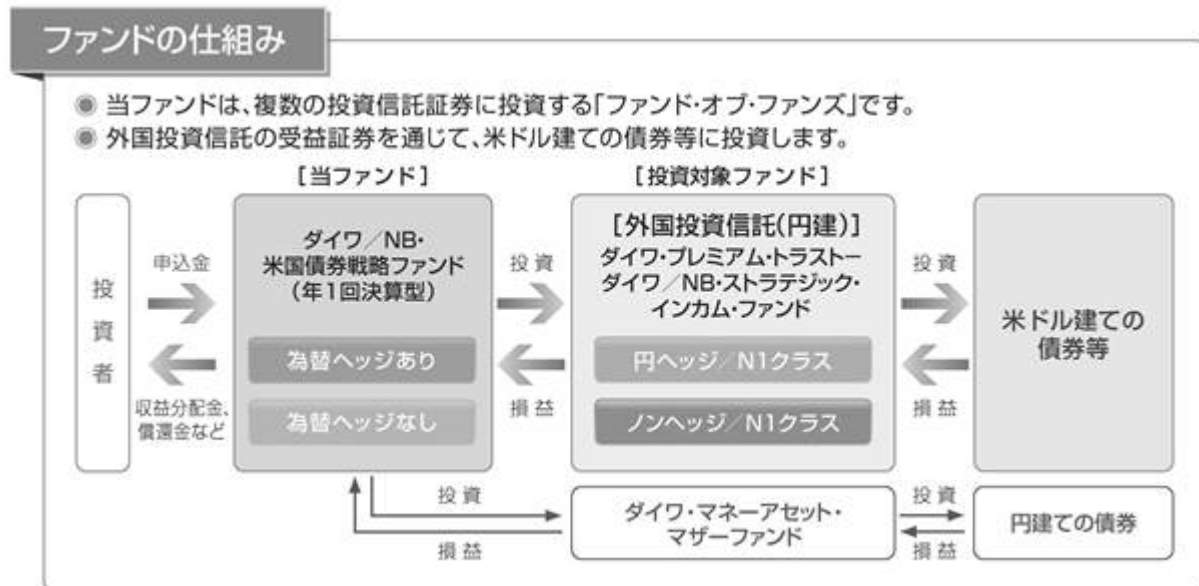 ファンドの仕組み
◉ 当ファンドは、複数の投資信託証券に投資する「ファンド・オブ・ファンズ」です。
◉ 外国投資信託の受益証券を通じて、米ドル建ての債券等に投資します。
[当ファンド]
[投資対象ファンド]
投資者
申込金
収益分配金、
償還金など
ダイワ／NB・
米国債券戦略ファンド
(年1回決算型)
為替ヘッジあり
為替ヘッジなし
投資
損益
[外国投資信託(円建)]
ダイワ・プレミアム・トラストー
ダイワ／NB・ストラテジック・
インカム・ファンド
円ヘッジ／N1クラス
ノンヘッジ／N1クラス
投資
損益
米ドル建ての
債券等
投資
損益
ダイワ・マネーアセット・
マザーファンド
投資
損益
円建ての債券